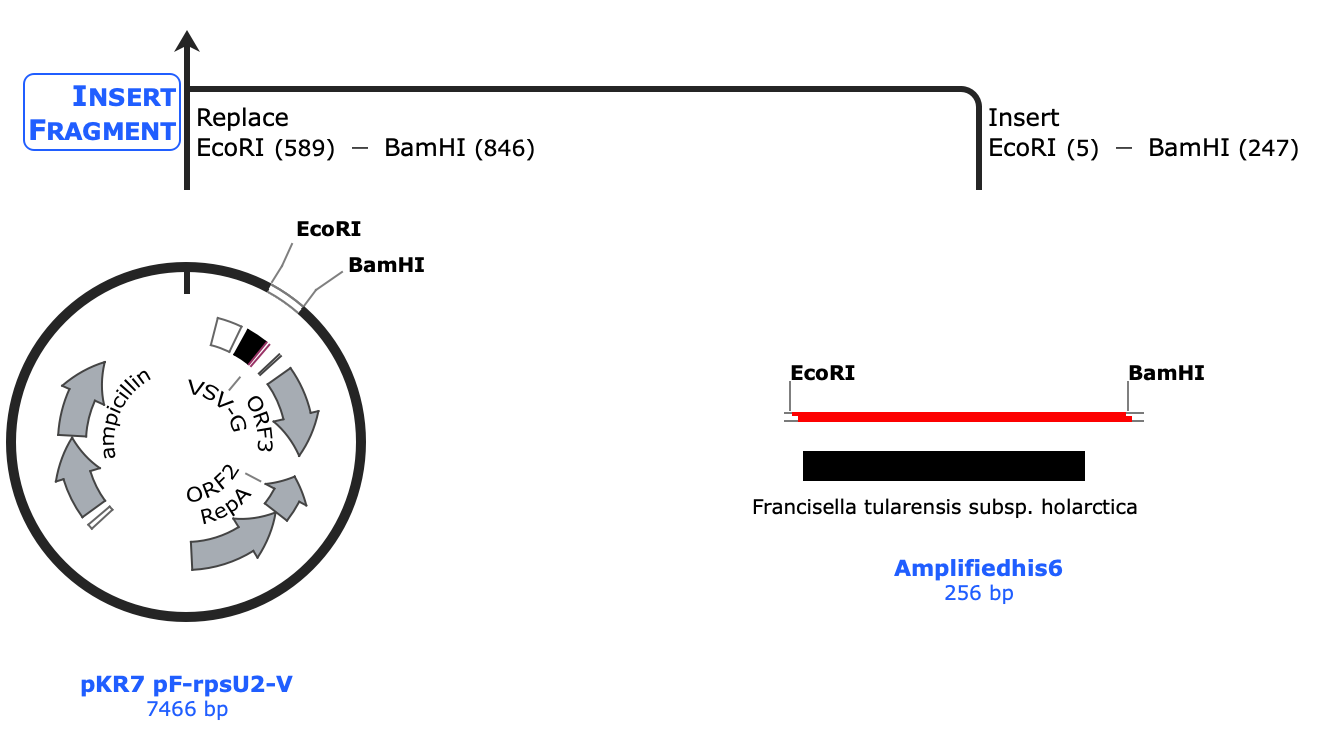 INSERT
FRAGMENT
Replace
EcoRI (589) – BamHI (846)
Insert
EcoRI (5) – BamHI (247)
EcoRI
BamHI
ampicillin
VSV-G
ORF3
ORF2
RepA
pKR7 pF-rpsU2-V
7466 bp
EcoRI
BamHI
Francisella tularensis subsp. holarctica
Amplifiedhis6
256 bp